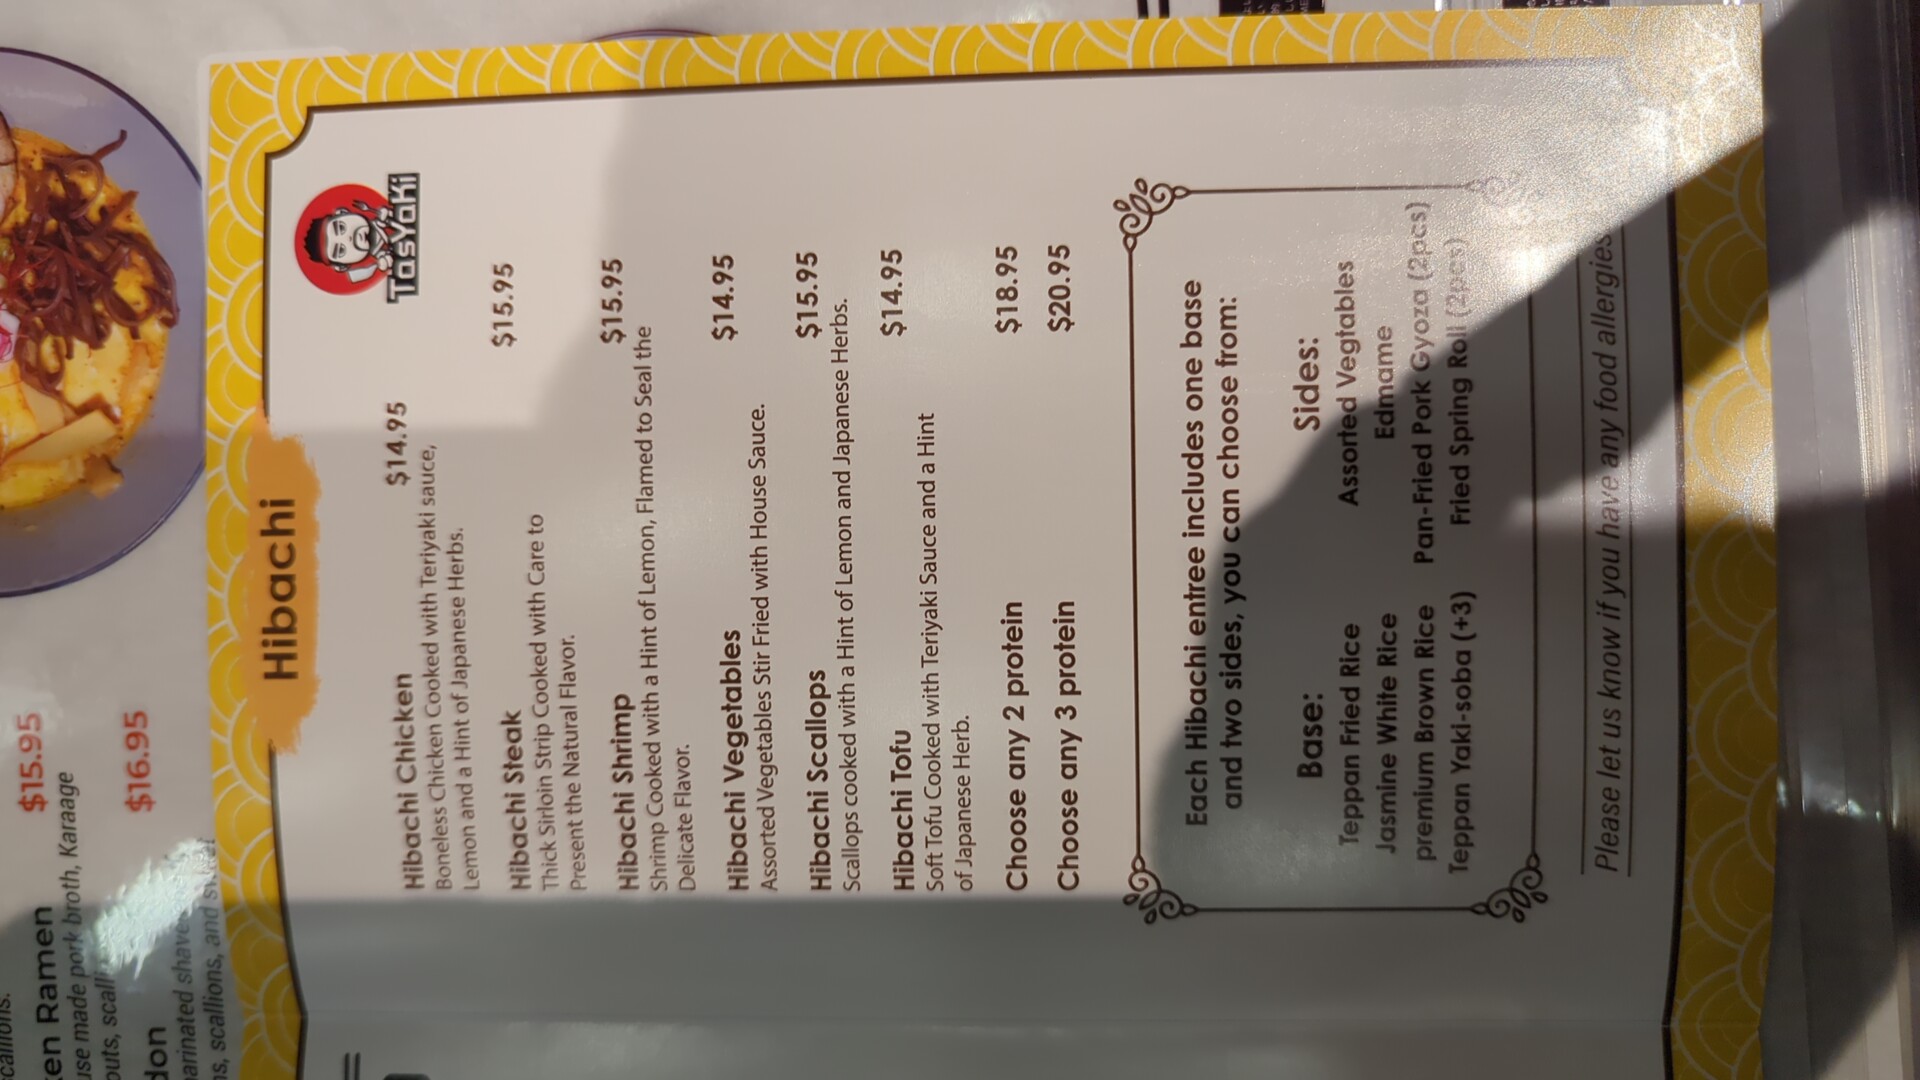 $15.95
ken Ramen
use made pork broth, Karaage
$16.95
don
Hibachi
TasYaKi
Hibachi Chicken $14.95
Boneless Chicken Cooked with Teriyaki sauce,
Lemon and a Hint of Japanese Herbs.
Hibachi Steak $15.95
Thick Sirloin Strip Cooked with Care to
Present the Natural Flavor.
Hibachi Shrimp $15.95
Shrimp Cooked with a Hint of Lemon, Flamed to Seal the
Delicate Flavor.
Hibachi Vegetables $14.95
Assorted Vegetables Stir Fried with House Sauce.
Hibachi Scallops $15.95
Scallops cooked with a Hint of Lemon and Japanese Herbs.
Hibachi Tofu $14.95
Soft Tofu Cooked with Teriyaki Sauce and a Hint
of Japanese Herb.
Choose any 2 protein $18.95
Choose any 3 protein $20.95
Each Hibachi entree includes one base
and two sides, you can choose from:
Base:
Teppan Fried Rice
Jasmine White Rice
premium Brown Rice
Teppan Yaki-soba (+3)
Sides:
Assorted Vegtables
Edmame
Pan-Fried Pork Gyoza (2pcs)
Fried Spring Roll (2pcs)
Please let us know if you have any food allergies